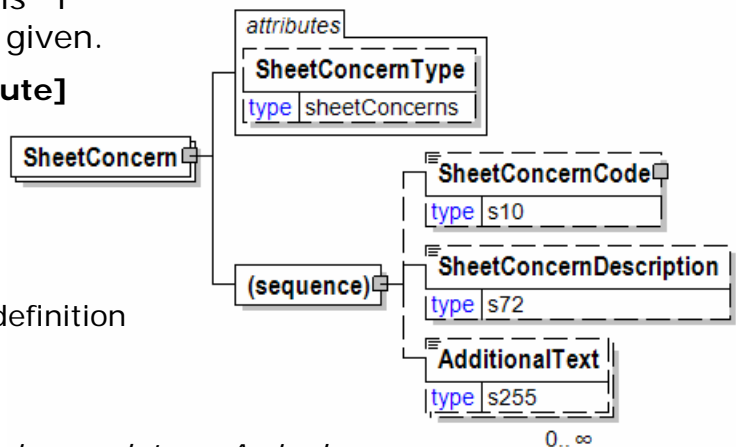 given.
ute]
definition
attributes
SheetConcernType
type sheetConcerns
SheetConcern
(sequence)
SheetConcernCode
type s10
SheetConcernDescription
type s72
AdditionalText
type s255
0..∞